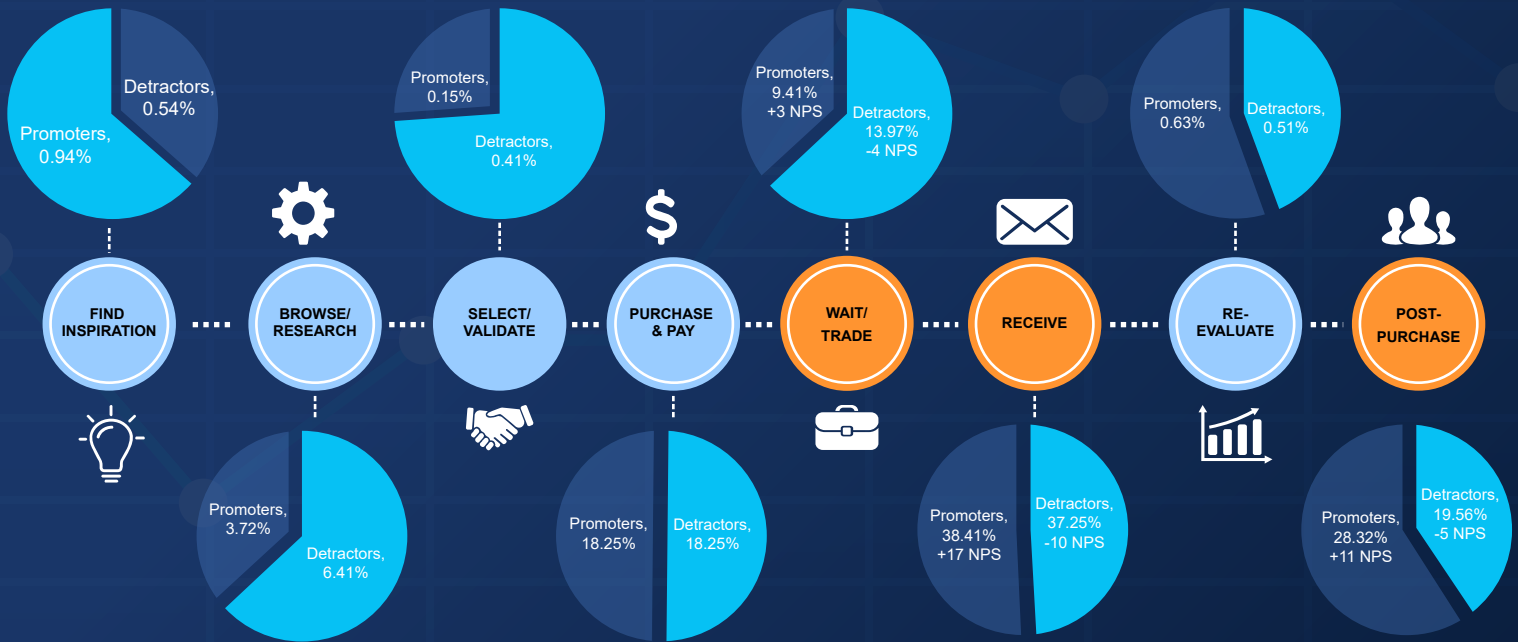 Detractors,
0.54%
Promoters,
0.94%
Promoters,
0.15%
Detractors,
0.41%
Promoters,
9.41%
+3 NPS
Detractors,
13.97%
-4 NPS
Promoters,
0.63%
Detractors,
0.51%
$
FIND
INSPIRATION
BROWSE/
RESEARCH
SELECT/
VALIDATE
PURCHASE
& PAY
WAIT/
TRADE
RECEIVE
RE-
EVALUATE
POST-
PURCHASE
Promoters,
3.72%
Detractors,
6.41%
Promoters,
18.25%
Detractors,
18.25%
Promoters,
38.41%
+17 NPS
Detractors,
37.25%
-10 NPS
Promoters,
28.32%
+11 NPS
Detractors,
19.56%
-5 NPS